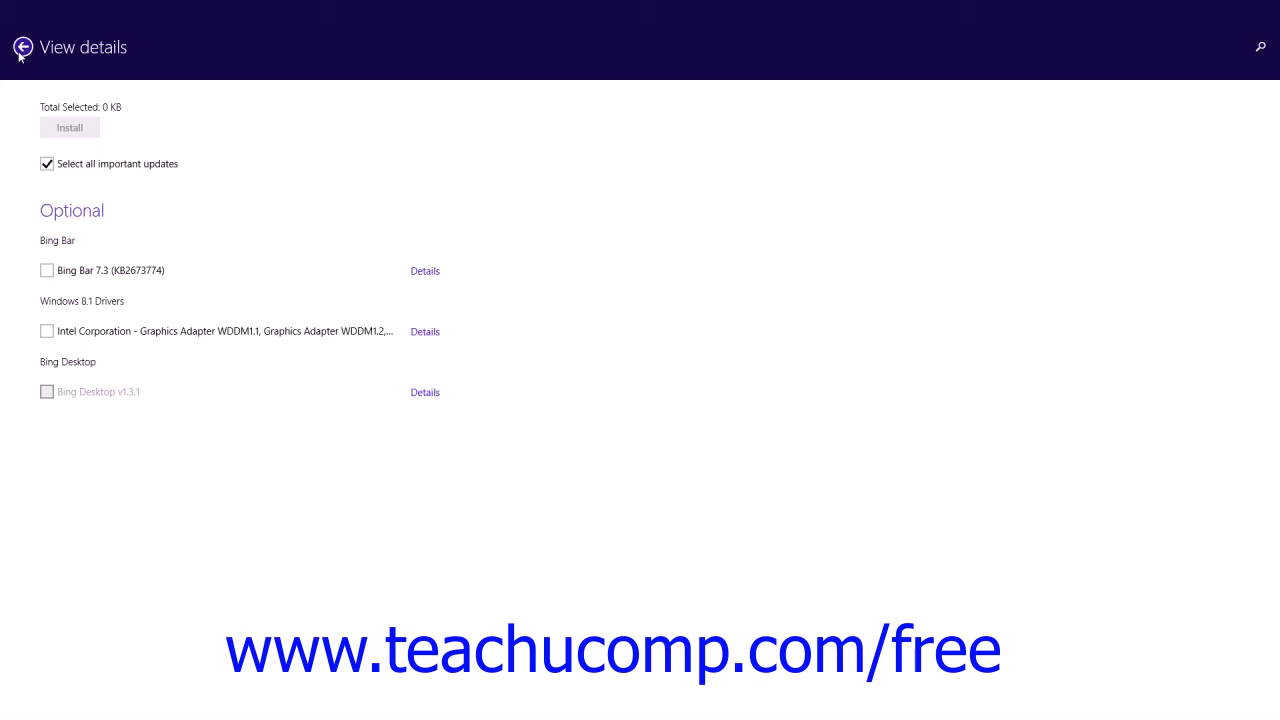 View details
Total Selected: 0 KB
Install
Select all important updates
Optional
Bing Bar
Bing Bar 7.3 (KB2673774) Details
Windows 8.1 Drivers
Intel Corporation - Graphics Adapter WDDM1.1, Graphics Adapter WDDM1.2,... Details
Bing Desktop
Bing Desktop v1.3.1 Details
www.teachucomp.com/free